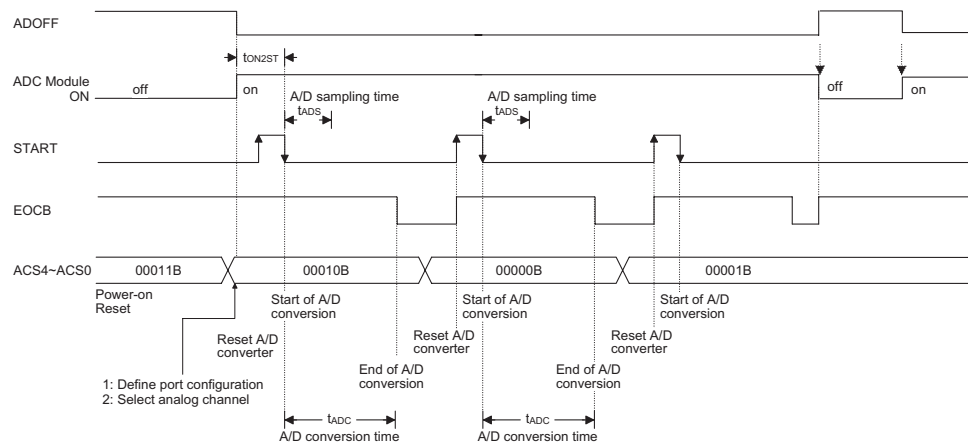 ADOFF
tON2ST
ADC Module
ON
off
on
off
on
A/D sampling time
tADS
A/D sampling time
tADS
START
EOCB
ACS4~ACS0
00011B
00010B
00000B
00001B
Power-on
Reset
Start of A/D
conversion
Start of A/D
conversion
Start of A/D
conversion
Reset A/D
converter
Reset A/D
converter
Reset A/D
converter
End of A/D
conversion
End of A/D
conversion
1: Define port configuration
2: Select analog channel
tADC
A/D conversion time
tADC
A/D conversion time